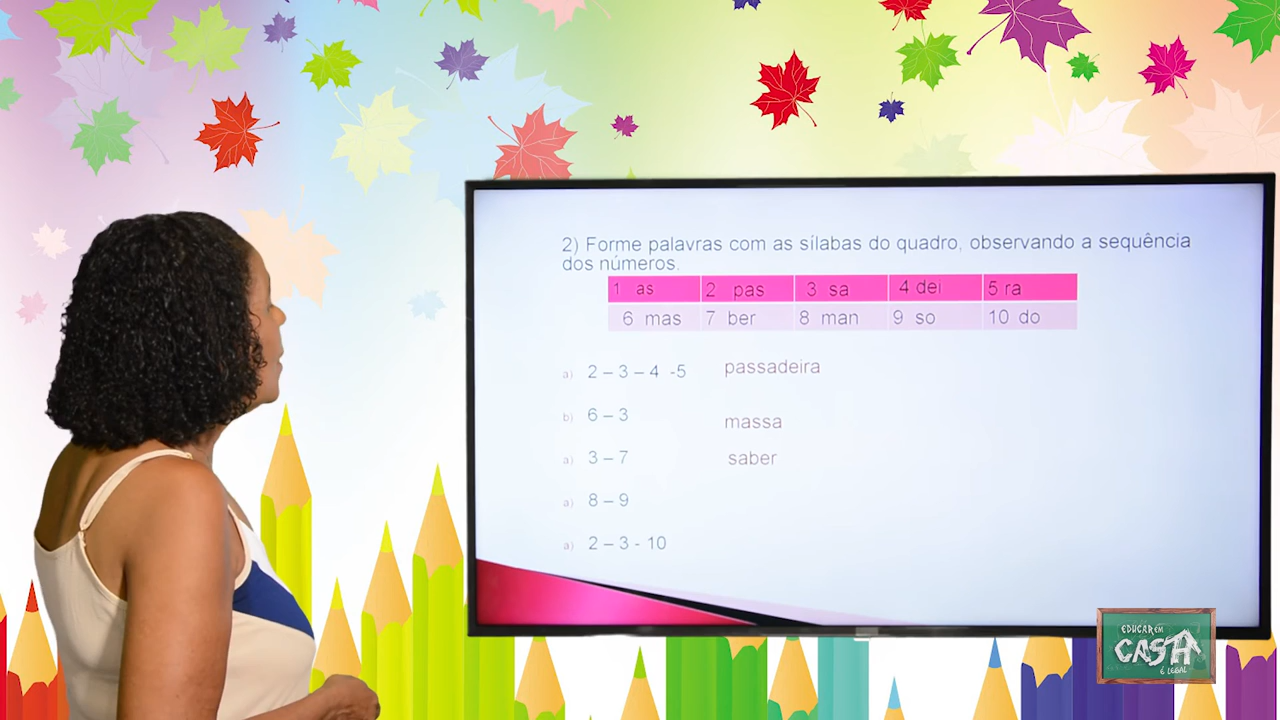 2) Forme palavras com as sílabas do quadro, observando a sequência
dos números.
1 as 2 pas 3 sa 4 dei 5 ra
6 mas 7 ber 8 man 9 so 10 do
a) 2 – 3 – 4 -5 passadeira
b) 6 – 3 massa
a) 3 – 7 saber
a) 8 – 9
a) 2 – 3 - 10
EDUCAR EM
CASA
É LEGAL